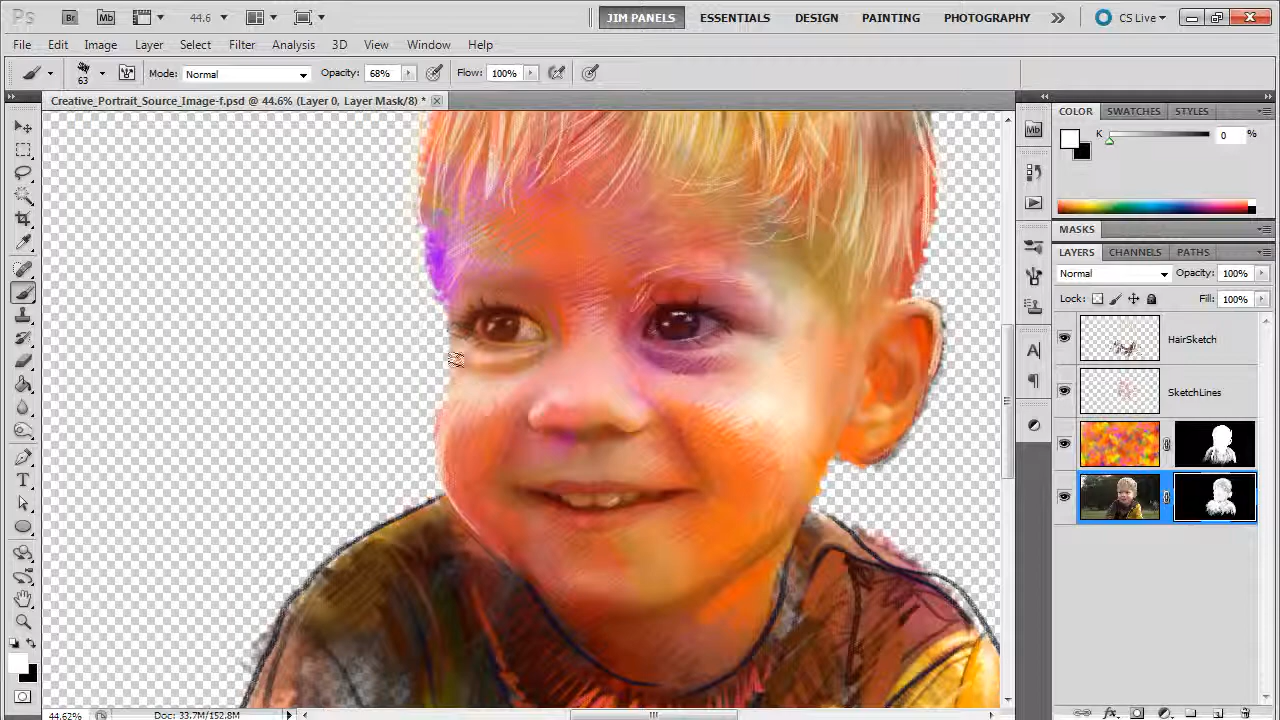 Ps Br Mb 44.6 JIM PANELS ESSENTIALS DESIGN PAINTING PHOTOGRAPHY CS Live
File Edit Image Layer Select Filter Analysis 3D View Window Help
63 Mode: Normal Opacity: 68% Flow: 100%
Creative_Portrait_Source_Image-f.psd @ 44.6% (Layer 0, Layer Mask/8) *
COLOR SWATCHES STYLES
K 0 %
MASKS
LAYERS CHANNELS PATHS
Normal Opacity: 100%
Lock: Fill: 100%
HairSketch
SketchLines
44.62% Doc: 33.7M/152.8M